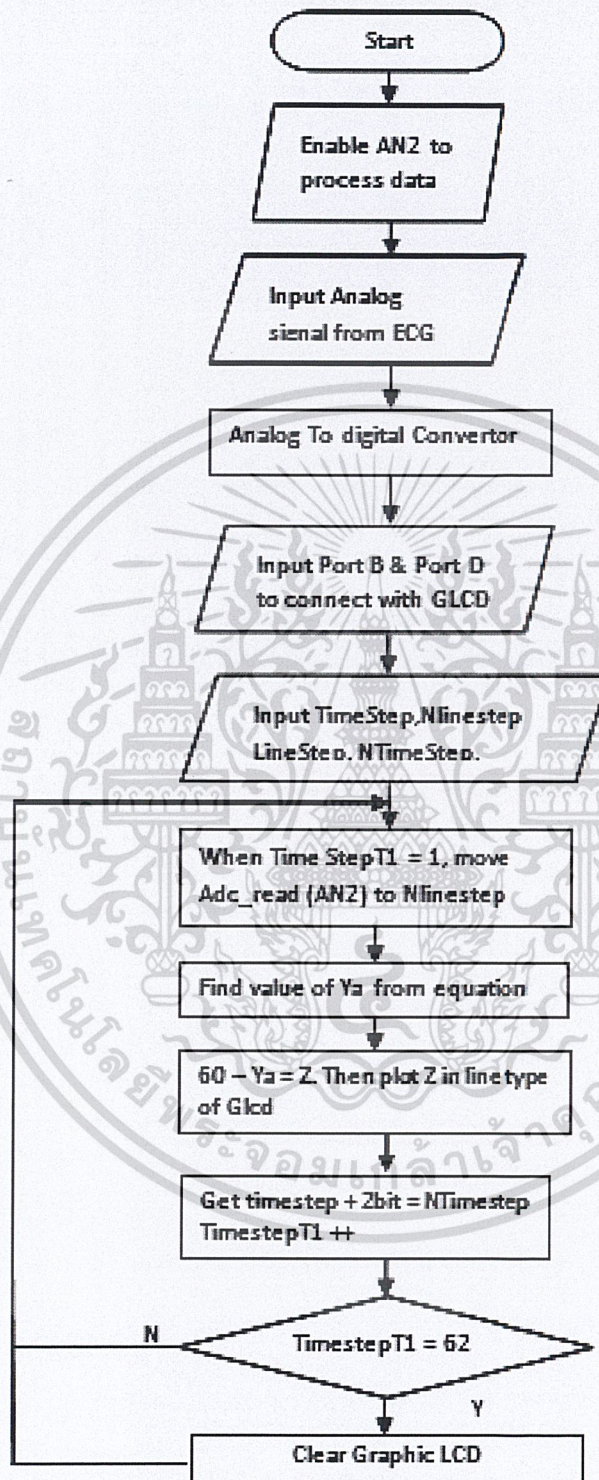 Start
Enable AN2 to
process data
Input Analog
sienal from ECG
Analog To digital Convertor
Input Port B & Port D
to connect with GLCD
Input TimeStep,Nlinestep
LineStep. NTimeStep.
When Time StepT1 = 1, move
Adc_read (AN2) to Nlinestep
Find value of Ya from equation
60 – Ya = Z. Then plot Z in line type
of Glcd
Get timestep + 2bit = NTimestep
TimestepT1 ++
N
TimestepT1 = 62
Y
Clear Graphic LCD